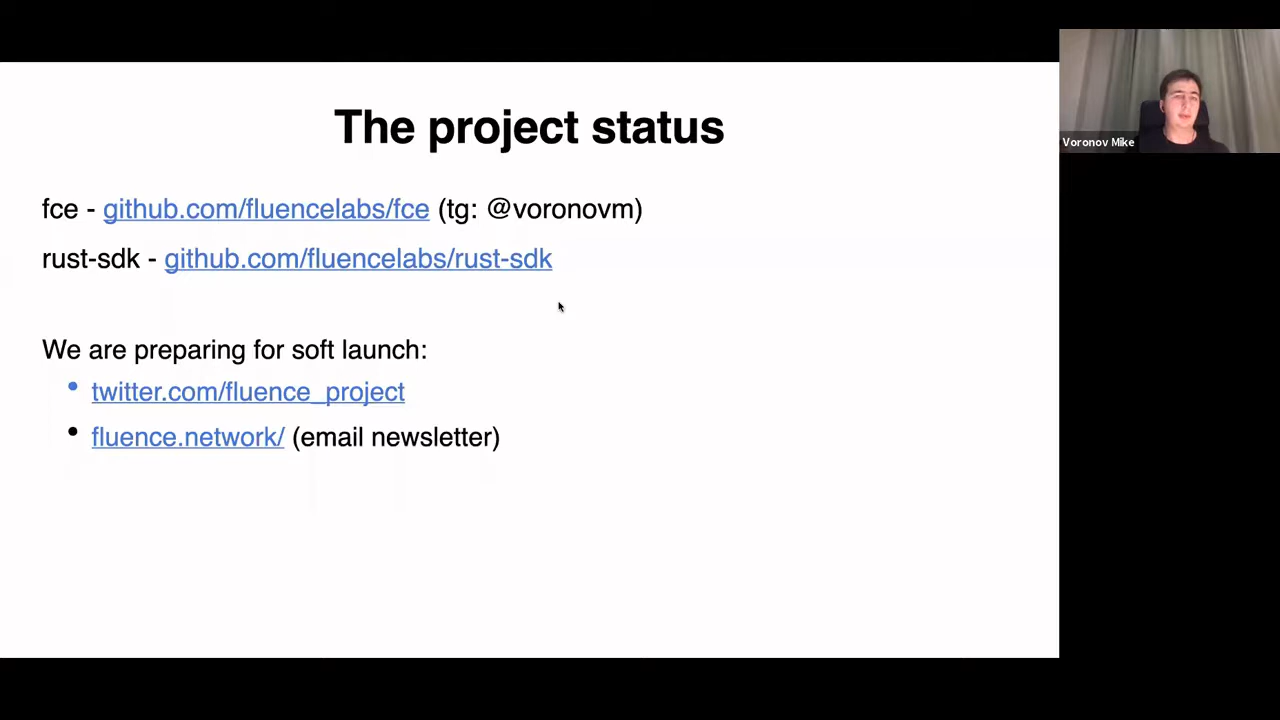 The project status
fce - github.com/fluencelabs/fce (tg: @voronovm)
rust-sdk - github.com/fluencelabs/rust-sdk
We are preparing for soft launch:
• twitter.com/fluence_project
• fluence.network/ (email newsletter)
Voronov Mike